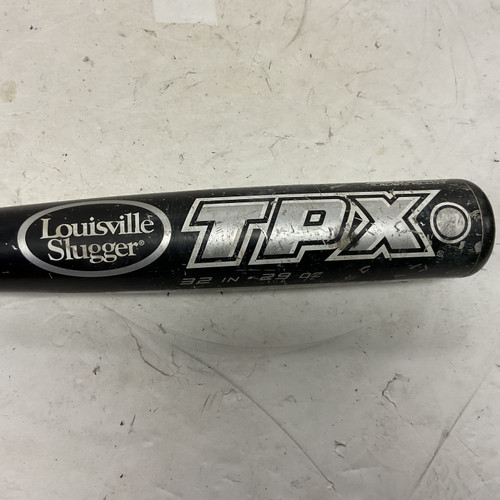 Louisville
Slugger®
TPX
32 IN 29 OZ